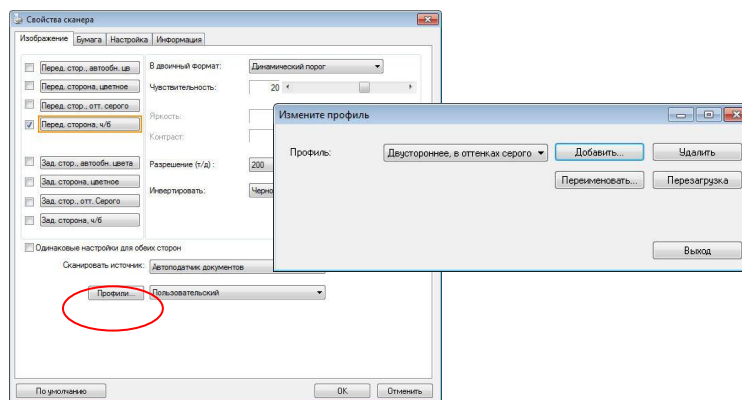 Свойства сканера
Изображение Бумага Настройка Информация
Перед. стор., автообн. цв
В двоичный формат: Динамический порог
Перед. сторона, цветное
Чувствительность: 20
Перед. стор., отт. серого
Яркость:
Перед. сторона, ч/б
Контраст:
Зад. стор., автообн. цвета
Разрешение (т/д) : 200
Зад. сторона, цветное
Инвертировать: Черно
Зад. стор., отт. Серого
Зад. сторона, ч/б
Одинаковые настройки для обеих сторон
Сканировать источник: Автоподатчик документов
Профили... Пользовательский
По умолчанию OK Отменить
Измените профиль
Профиль: Двустороннее, в оттенках серого Добавить... Удалить
Переименовать... Перезагрузка
Выход